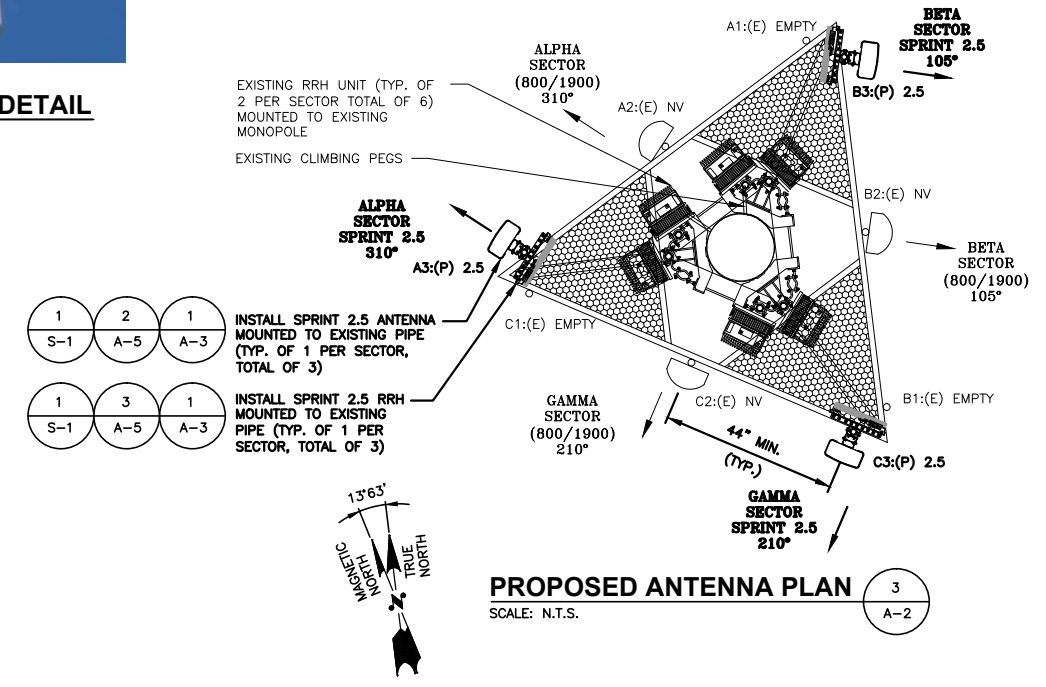 DETAIL
A1:(E) EMPTY
BETA
SECTOR
SPRINT 2.5
105°
B3:(P) 2.5
ALPHA
SECTOR
(800/1900)
310°
A2:(E) NV
EXISTING RRH UNIT (TYP. OF
2 PER SECTOR TOTAL OF 6)
MOUNTED TO EXISTING
MONOPOLE
EXISTING CLIMBING PEGS
B2:(E) NV
ALPHA
SECTOR
SPRINT 2.5
310°
A3:(P) 2.5
BETA
SECTOR
(800/1900)
105°
1
S-1
2
A-5
1
A-3
INSTALL SPRINT 2.5 ANTENNA
MOUNTED TO EXISTING PIPE
(TYP. OF 1 PER SECTOR,
TOTAL OF 3)
C1:(E) EMPTY
1
S-1
3
A-5
1
A-3
INSTALL SPRINT 2.5 RRH
MOUNTED TO EXISTING
PIPE (TYP. OF 1 PER
SECTOR, TOTAL OF 3)
GAMMA
SECTOR
(800/1900)
210°
C2:(E) NV
B1:(E) EMPTY
44" MIN.
(TYP.)
C3:(P) 2.5
GAMMA
SECTOR
SPRINT 2.5
210°
13°63'
MAGNETIC
NORTH
TRUE
NORTH
N
PROPOSED ANTENNA PLAN
SCALE: N.T.S.
3
A-2